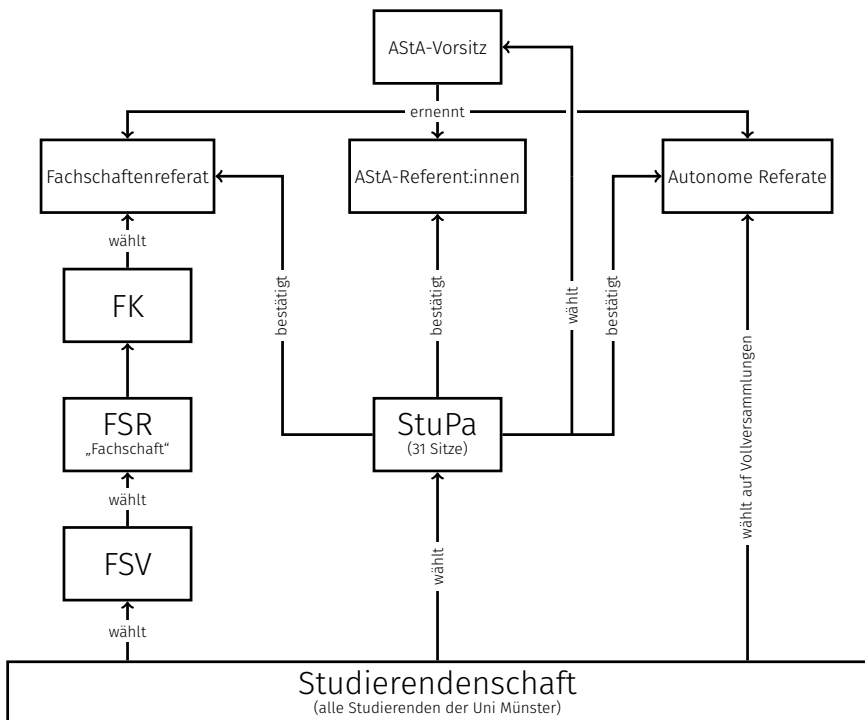 AStA-Vorsitz
ernennt
Fachschaftenreferat
AStA-Referent:innen
Autonome Referate
wählt
FK
bestätigt
bestätigt
wählt
bestätigt
wählt auf Vollversammlungen
FSR
„Fachschaft“
StuPa
(31 Sitze)
wählt
FSV
wählt
wählt
Studierendenschaft
(alle Studierenden der Uni Münster)